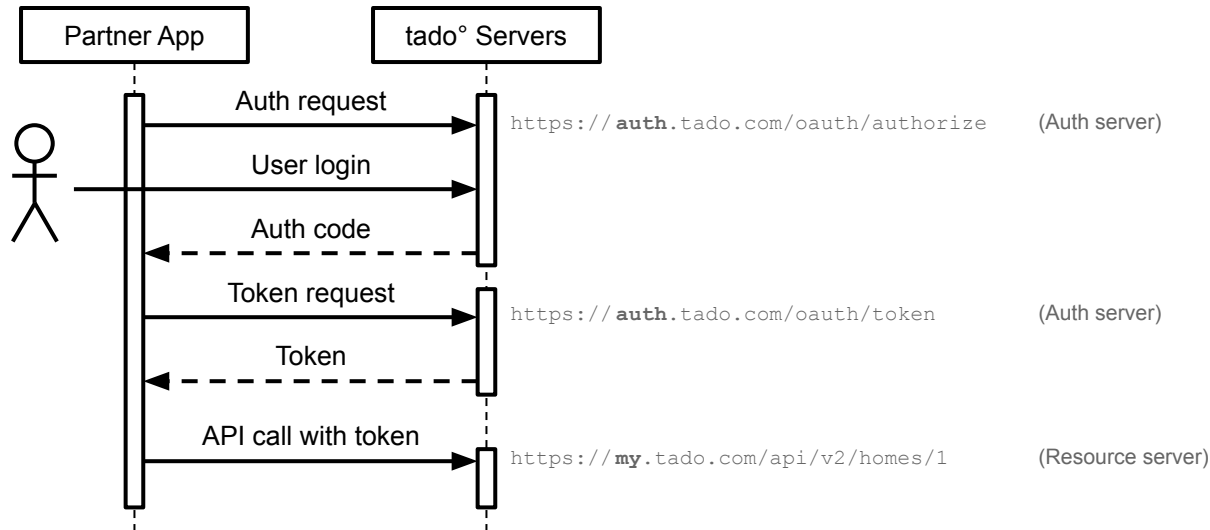 Partner App
tado° Servers
Auth request
https://auth.tado.com/oauth/authorize (Auth server)
User login
Auth code
Token request
https://auth.tado.com/oauth/token (Auth server)
Token
API call with token
https://my.tado.com/api/v2/homes/1 (Resource server)